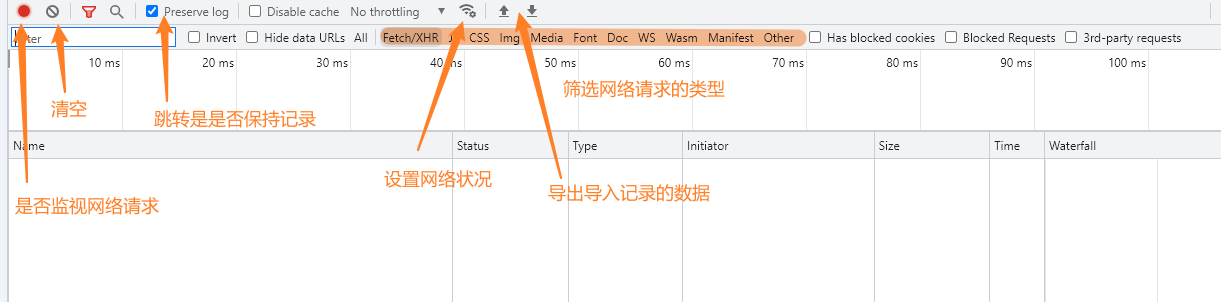 Preserve log Disable cache No throttling
Invert Hide data URLs All Fetch/XHR CSS Img Media Font Doc WS Wasm Manifest Other Has blocked cookies Blocked Requests 3rd-party requests
10 ms 20 ms 30 ms 40 ms 50 ms 60 ms 70 ms 80 ms 90 ms 100 ms
筛选网络请求的类型
清空
跳转是是否保持记录
Name Status Type Initiator Size Time Waterfall
设置网络状况
导出导入记录的数据
是否监视网络请求